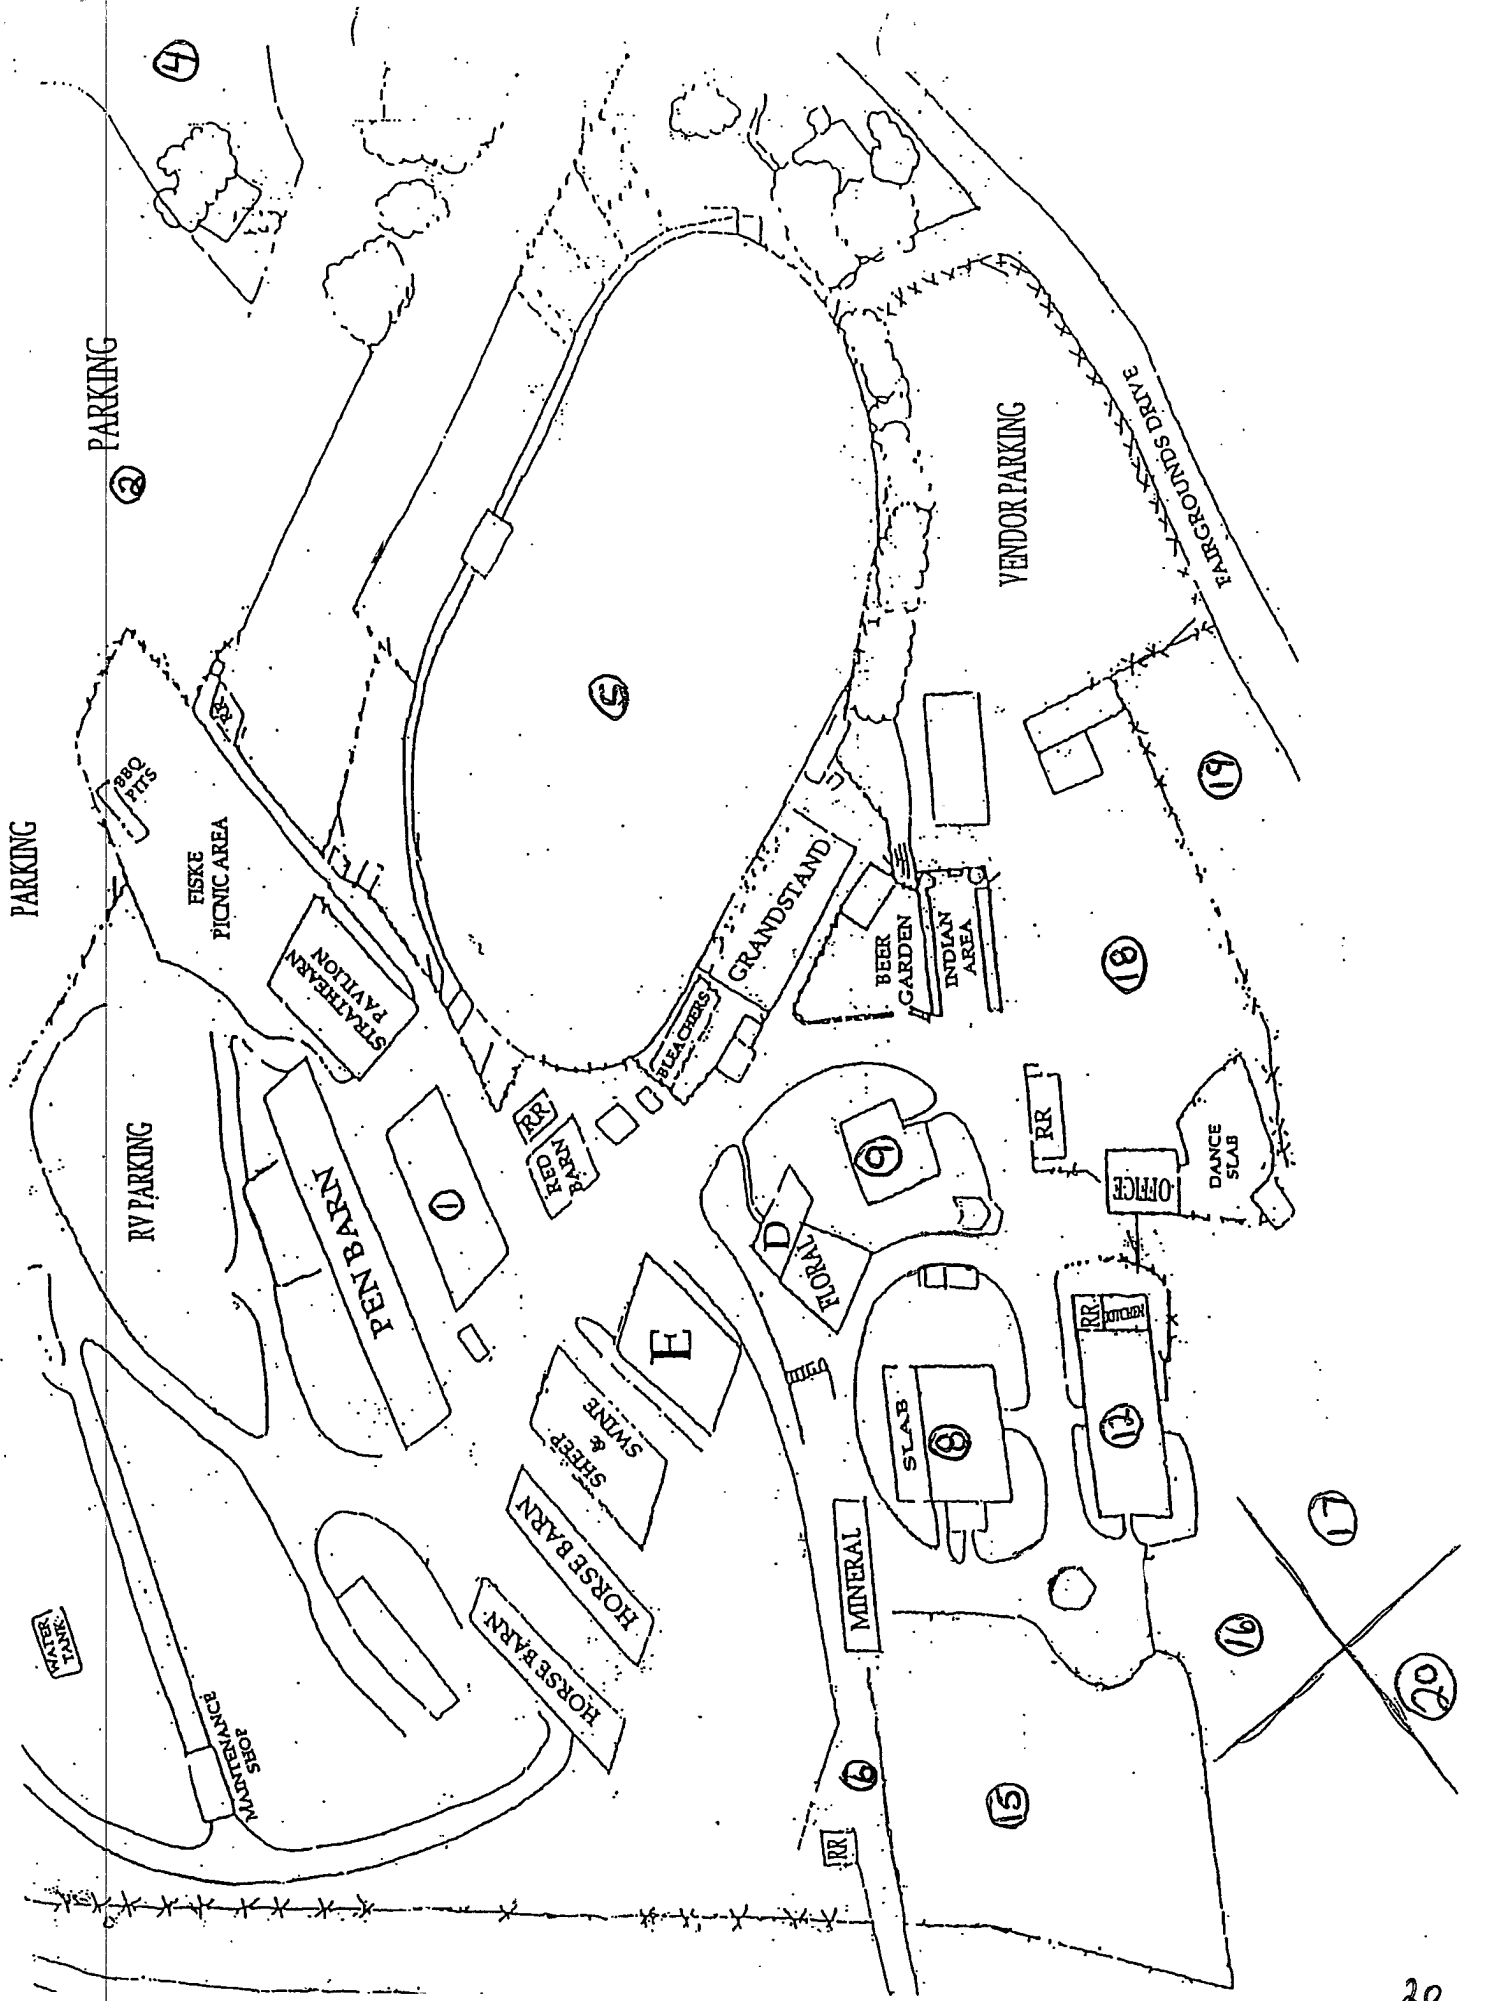 4
PARKING
2
PARKING
BBQ
PITS
RR
FISKE
PICNIC AREA
STRATHEARN
PAVILION
RV PARKING
PEN BARN
1
RR
RED
BARN
5
BLEACHERS
GRANDSTAND
VENDOR PARKING
FAIRGROUNDS DRIVE
BEER
GARDEN
INDIAN
AREA
18
19
9
D
FLORAL
RR
OFFICE
DANCE
SLAB
E
SWINE
&
SHEEP
HORSE BARN
HORSE BARN
SLAB
8
RR
12
MINERAL
WATER
TANK
MAINTENANCE
SHOP
6
RR
15
16
17
20
20